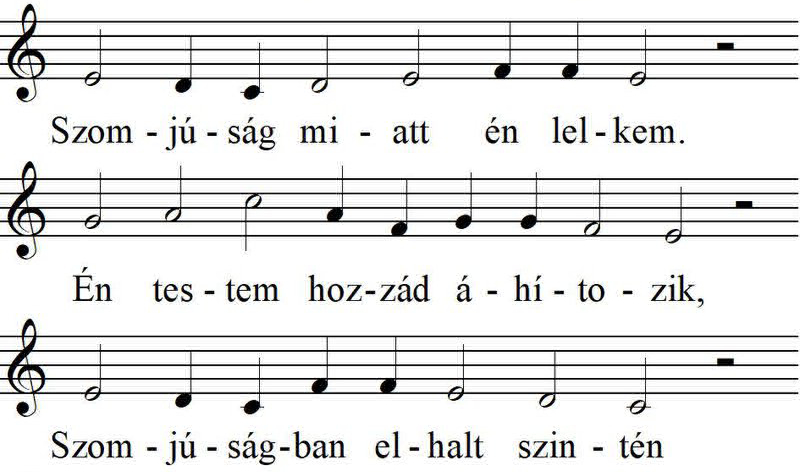 Szom - jú - ság mi - att én lel - kem.
Én tes - tem hoz - zád á - hí - to - zik,
Szom - jú - ság - ban el - halt szin - tén